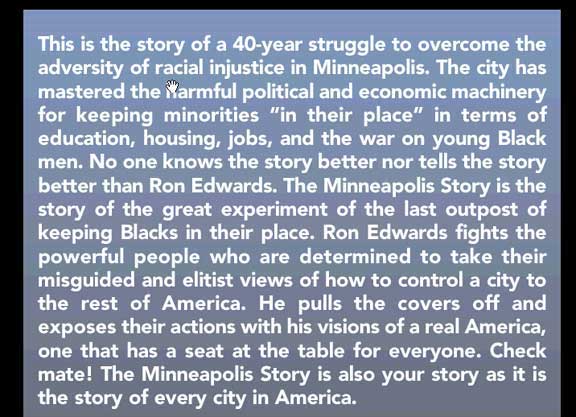 This is the story of a 40-year struggle to overcome the
adversity of racial injustice in Minneapolis. The city has
mastered the harmful political and economic machinery
for keeping minorities "in their place" in terms of
education, housing, jobs, and the war on young Black
men. No one knows the story better nor tells the story
better than Ron Edwards. The Minneapolis Story is the
story of the great experiment of the last outpost of
keeping Blacks in their place. Ron Edwards fights the
powerful people who are determined to take their
misguided and elitist views of how to control a city to
the rest of America. He pulls the covers off and
exposes their actions with his visions of a real America,
one that has a seat at the table for everyone. Check
mate! The Minneapolis Story is also your story as it is
the story of every city in America.